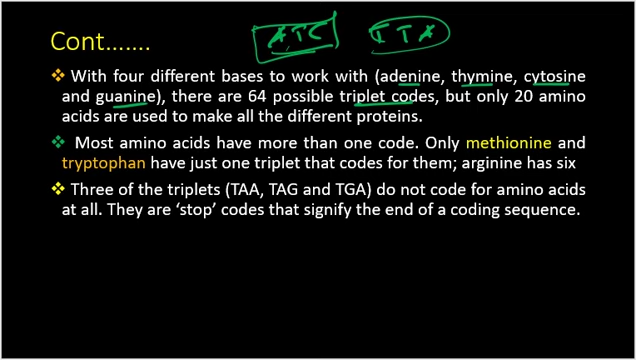 Cont.......
ATC TTA
❖ With four different bases to work with (adenine, thymine, cytosine
and guanine), there are 64 possible triplet codes, but only 20 amino
acids are used to make all the different proteins.
❖ Most amino acids have more than one code. Only methionine and
tryptophan have just one triplet that codes for them; arginine has six
❖ Three of the triplets (TAA, TAG and TGA) do not code for amino acids
at all. They are ‘stop’ codes that signify the end of a coding sequence.